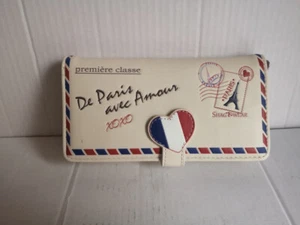 première classe
De Paris
avec Amour
XOXO